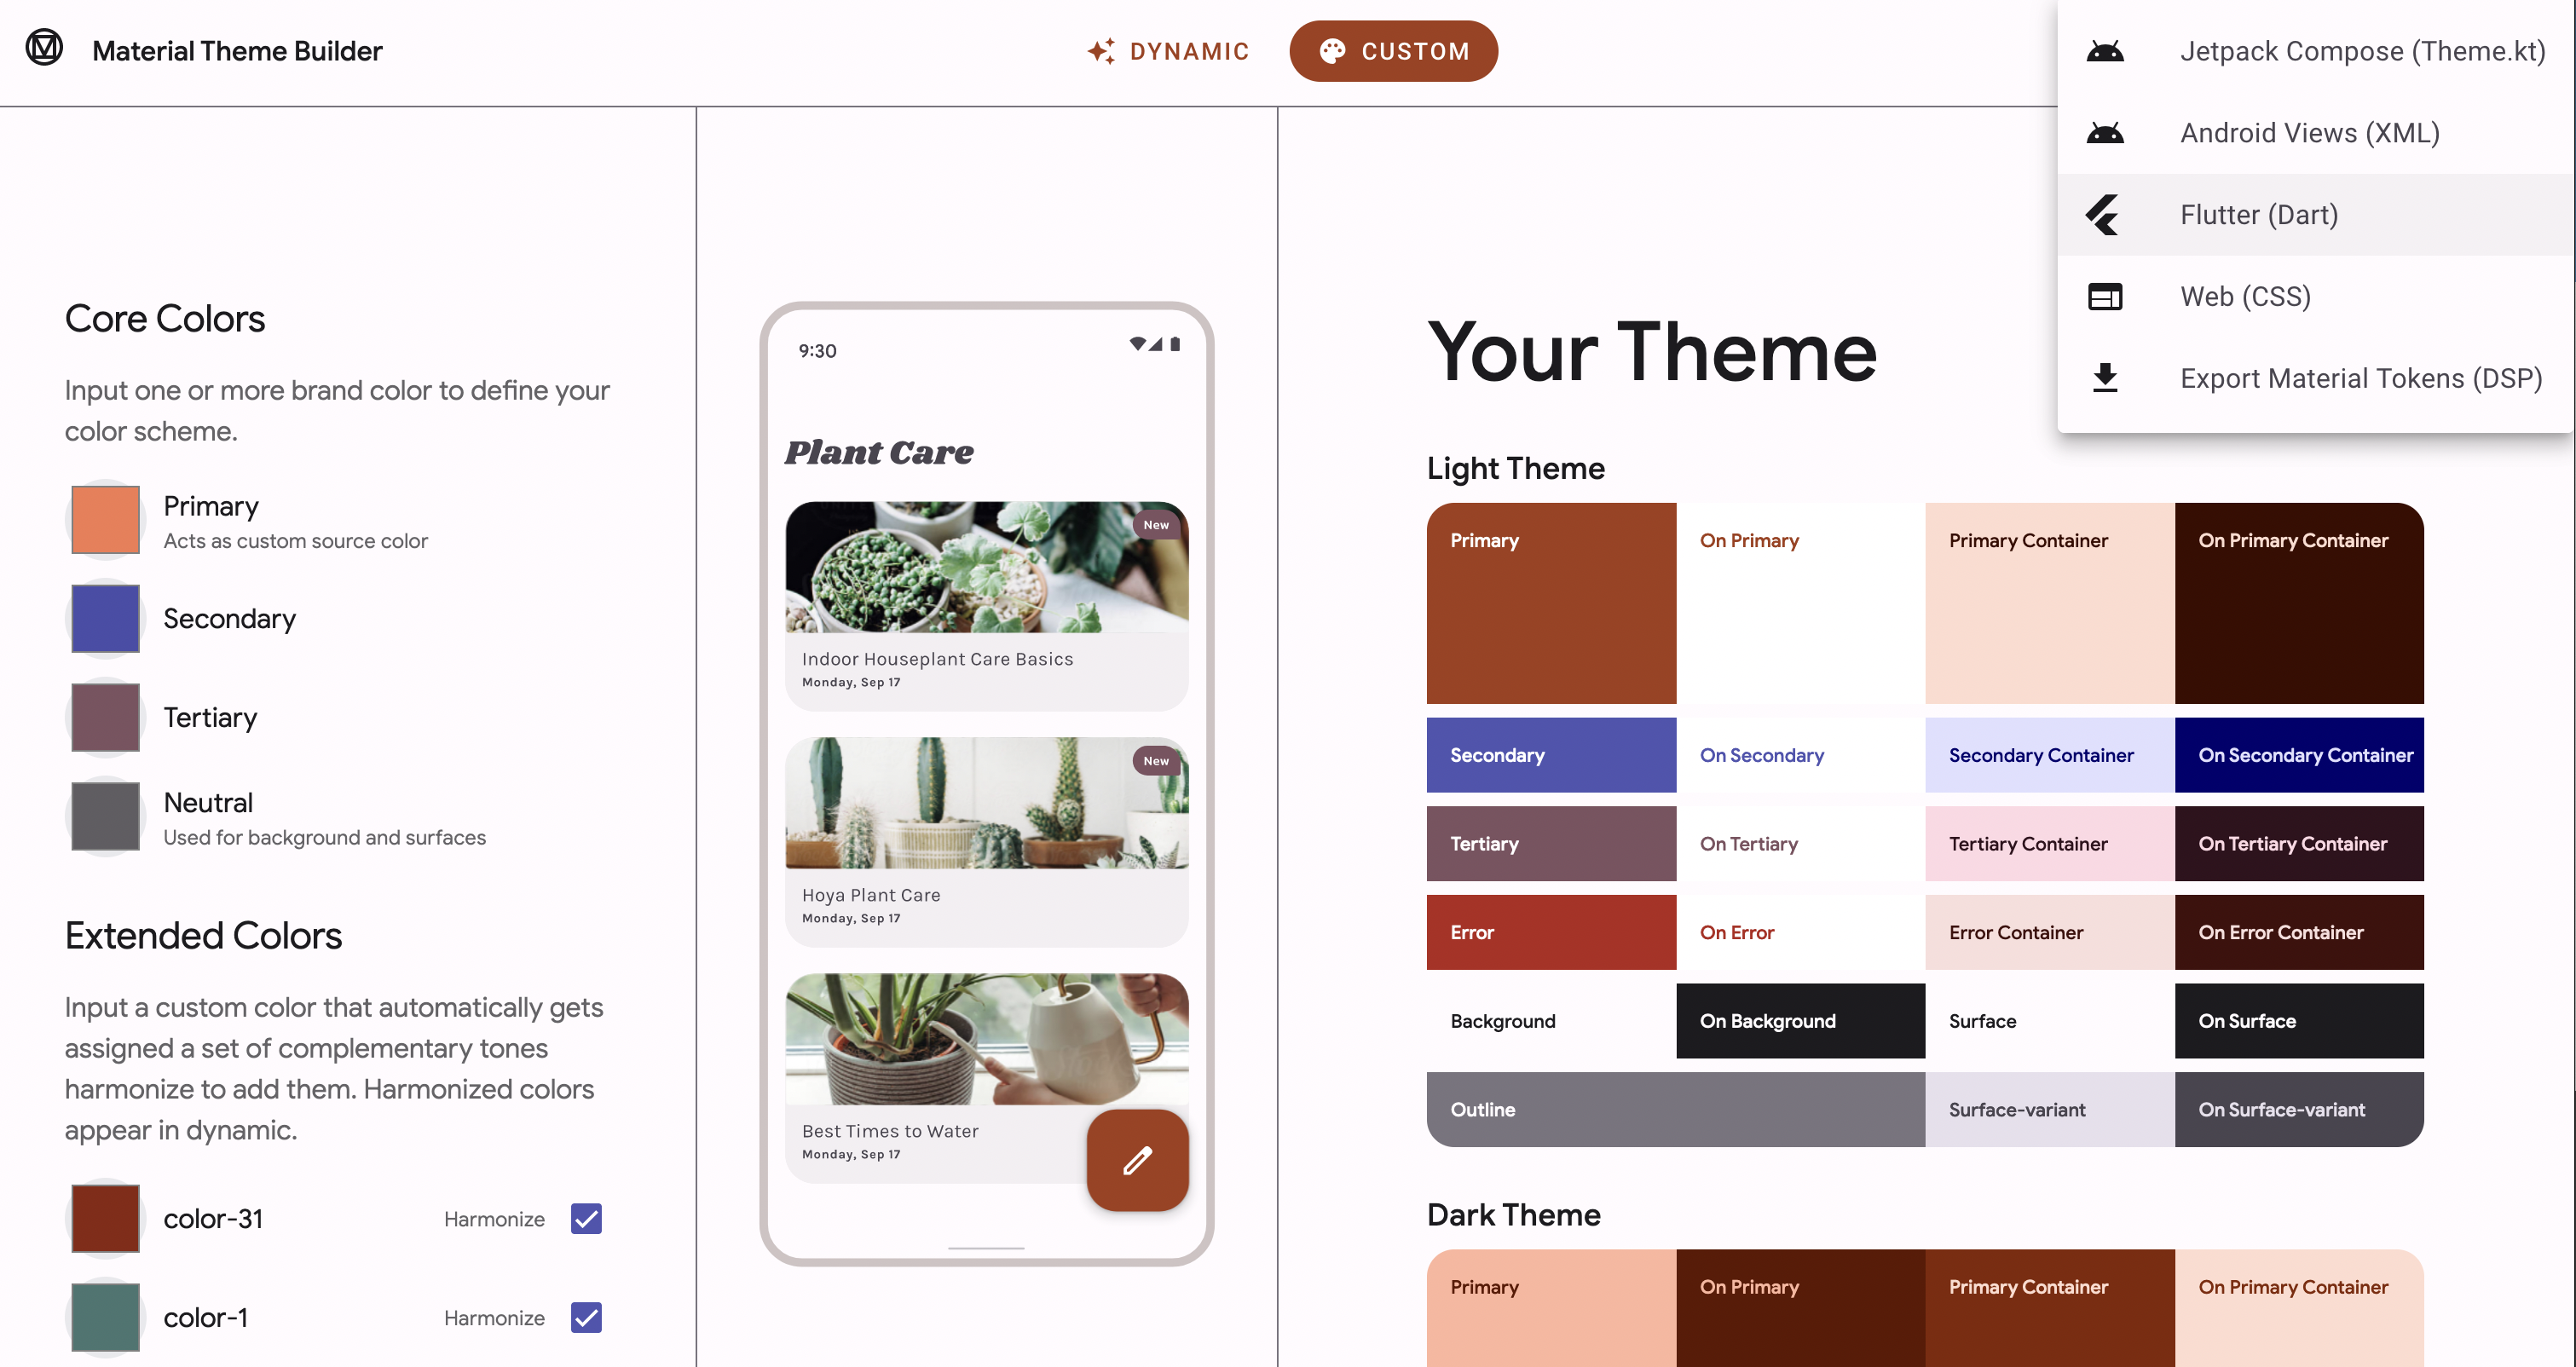 Material Theme Builder
DYNAMIC
CUSTOM
Jetpack Compose (Theme.kt)
Android Views (XML)
Flutter (Dart)
Web (CSS)
Export Material Tokens (DSP)
Core Colors
Input one or more brand color to define your
color scheme.
Primary
Acts as custom source color
Secondary
Tertiary
Neutral
Used for background and surfaces
Extended Colors
Input a custom color that automatically gets
assigned a set of complementary tones
harmonize to add them. Harmonized colors
appear in dynamic.
color-31
Harmonize
color-1
Harmonize
9:30
Plant Care
New
Indoor Houseplant Care Basics
Monday, Sep 17
New
Hoya Plant Care
Monday, Sep 17
Best Times to Water
Monday, Sep 17
Your Theme
Light Theme
Primary
On Primary
Primary Container
On Primary Container
Secondary
On Secondary
Secondary Container
On Secondary Container
Tertiary
On Tertiary
Tertiary Container
On Tertiary Container
Error
On Error
Error Container
On Error Container
Background
On Background
Surface
On Surface
Outline
Surface-variant
On Surface-variant
Dark Theme
Primary
On Primary
Primary Container
On Primary Container